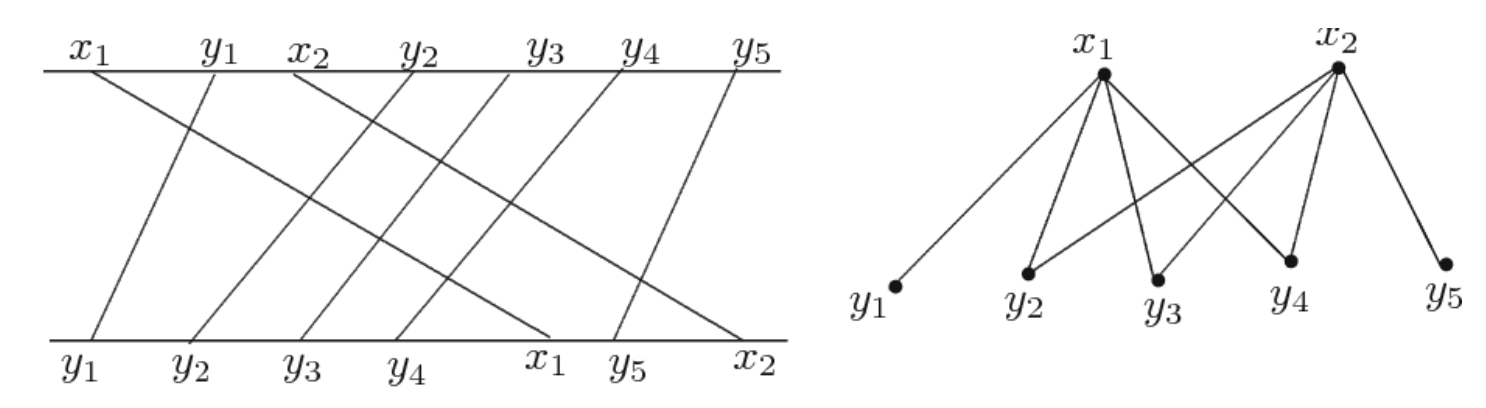 x₁ y₁ x₂ y₂ y₃ y₄ y₅
y₁ y₂ y₃ y₄ x₁ y₅ x₂
x₁ x₂
y₁ y₂ y₃ y₄ y₅